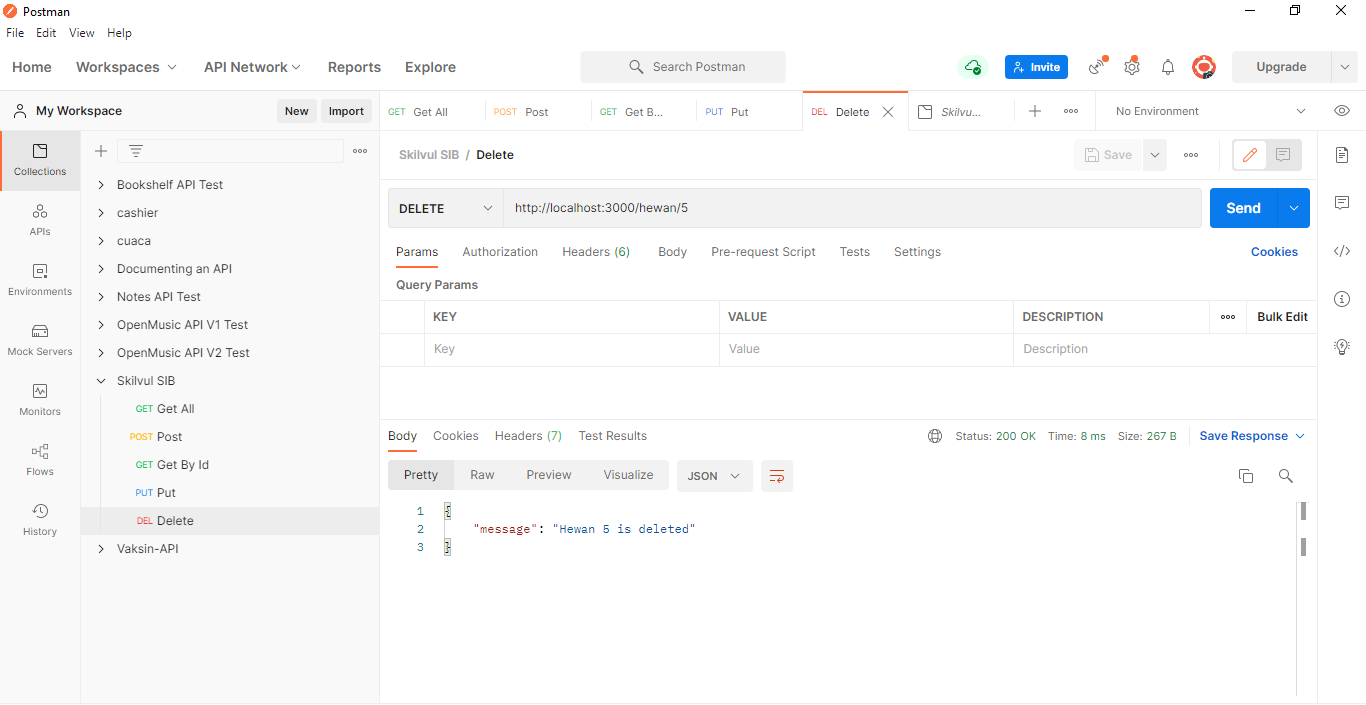 Postman
File Edit View Help
Home Workspaces API Network Reports Explore Search Postman Invite Upgrade
My Workspace New Import
GET Get All POST Post GET Get B... PUT Put DEL Delete Skilvu... No Environment
Skilvul SIB / Delete Save
DELETE http://localhost:3000/hewan/5 Send
Params Authorization Headers (6) Body Pre-request Script Tests Settings Cookies
Query Params
KEY VALUE DESCRIPTION Bulk Edit
Key Value Description
Collections
APIs
Environments
Mock Servers
Monitors
Flows
History
Bookshelf API Test
cashier
cuaca
Documenting an API
Notes API Test
OpenMusic API V1 Test
OpenMusic API V2 Test
Skilvul SIB
GET Get All
POST Post
GET Get By Id
PUT Put
DEL Delete
Vaksin-API
Body Cookies Headers (7) Test Results Status: 200 OK Time: 8 ms Size: 267 B Save Response
Pretty Raw Preview Visualize JSON
1 {
2 "message": "Hewan 5 is deleted"
3 }